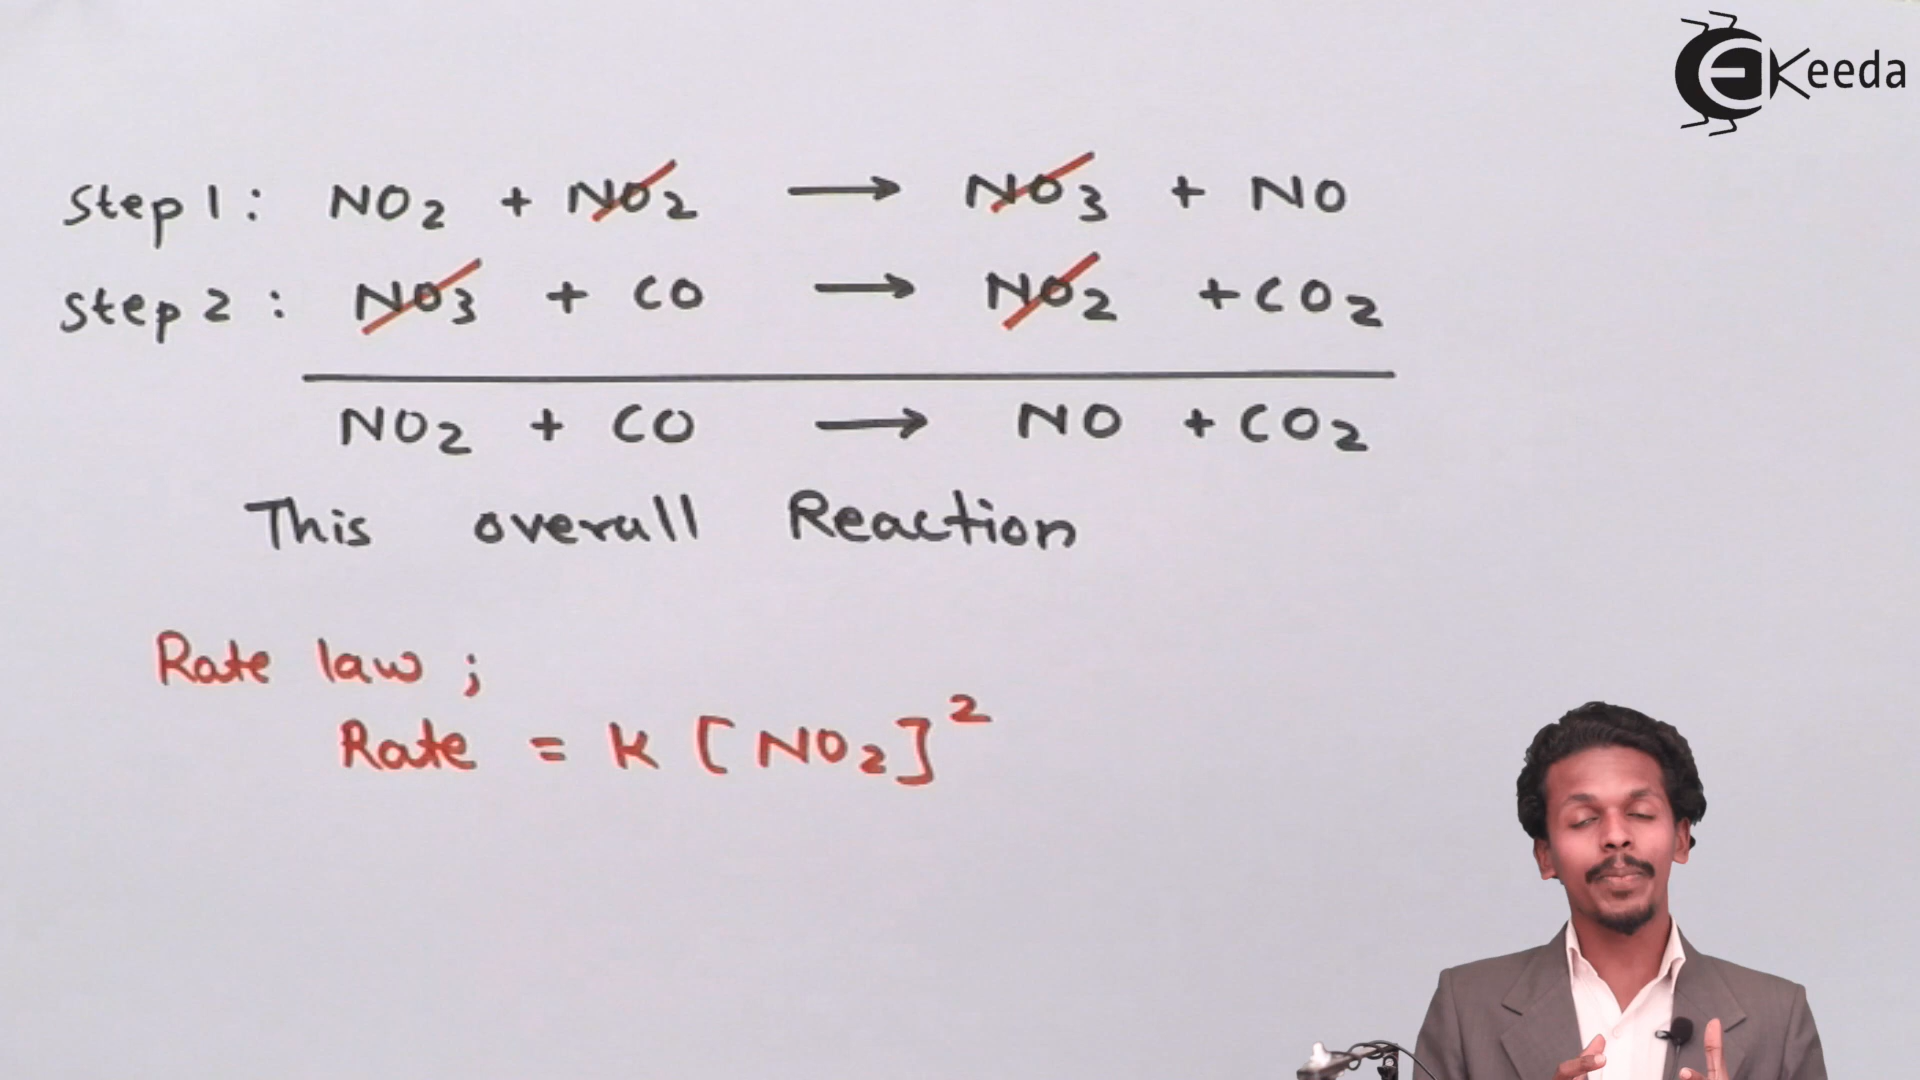 EKeeda
Step 1 : NO2 + NO2 → NO3 + NO
Step 2 : NO3 + CO → NO2 + CO2
NO2 + CO → NO + CO2
This overall Reaction
Rate law ;
Rate = K [NO2]2